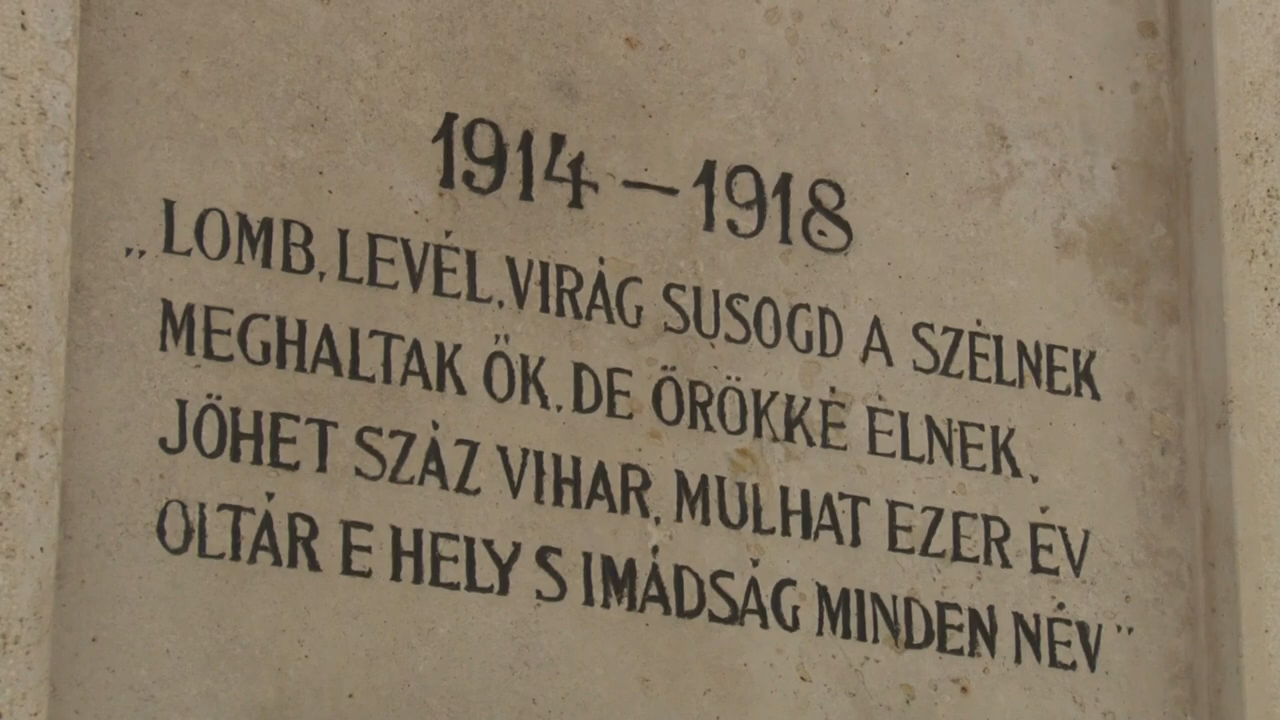 1914 – 1918
„LOMB, LEVÉL, VIRÁG SUSOGD A SZÉLNEK
MEGHALTAK ŐK, DE ÖRÖKKÉ ÉLNEK,
JÖHET SZÁZ VIHAR, MULHAT EZER ÉV
OLTÁR E HELY S IMÁDSÁG MINDEN NÉV”